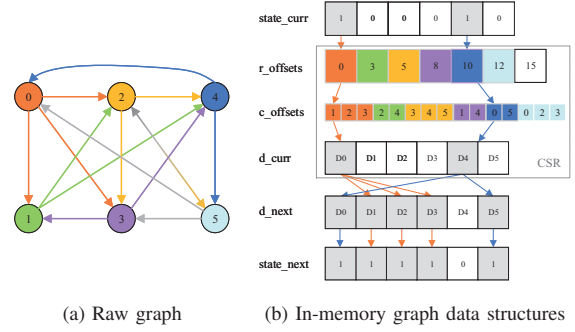 0 2 4
1 3 5
(a) Raw graph
state_curr 1 0 0 0 1 0
r_offsets 0 3 5 8 10 12 15
c_offsets 1 2 3 2 4 3 4 5 1 4 0 5 0 2 3
d_curr D0 D1 D2 D3 D4 D5
CSR
d_next D0 D1 D2 D3 D4 D5
state_next 1 1 1 1 0 1
(b) In-memory graph data structures